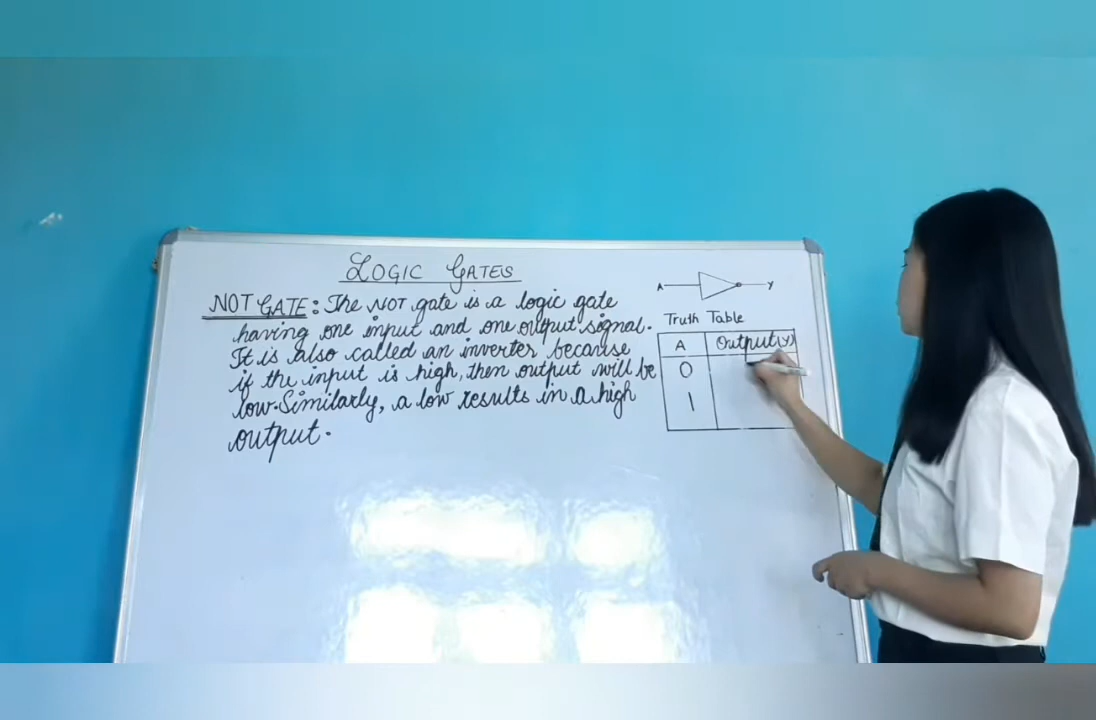 LOGIC GATES
NOT GATE: The NOT gate is a logic gate
having one input and one output signal.
It is also called an inverter because
if the input is high, then output will be
low. Similarly, a low results in a high
output.
A Y
Truth Table
A Output(y)
0
1